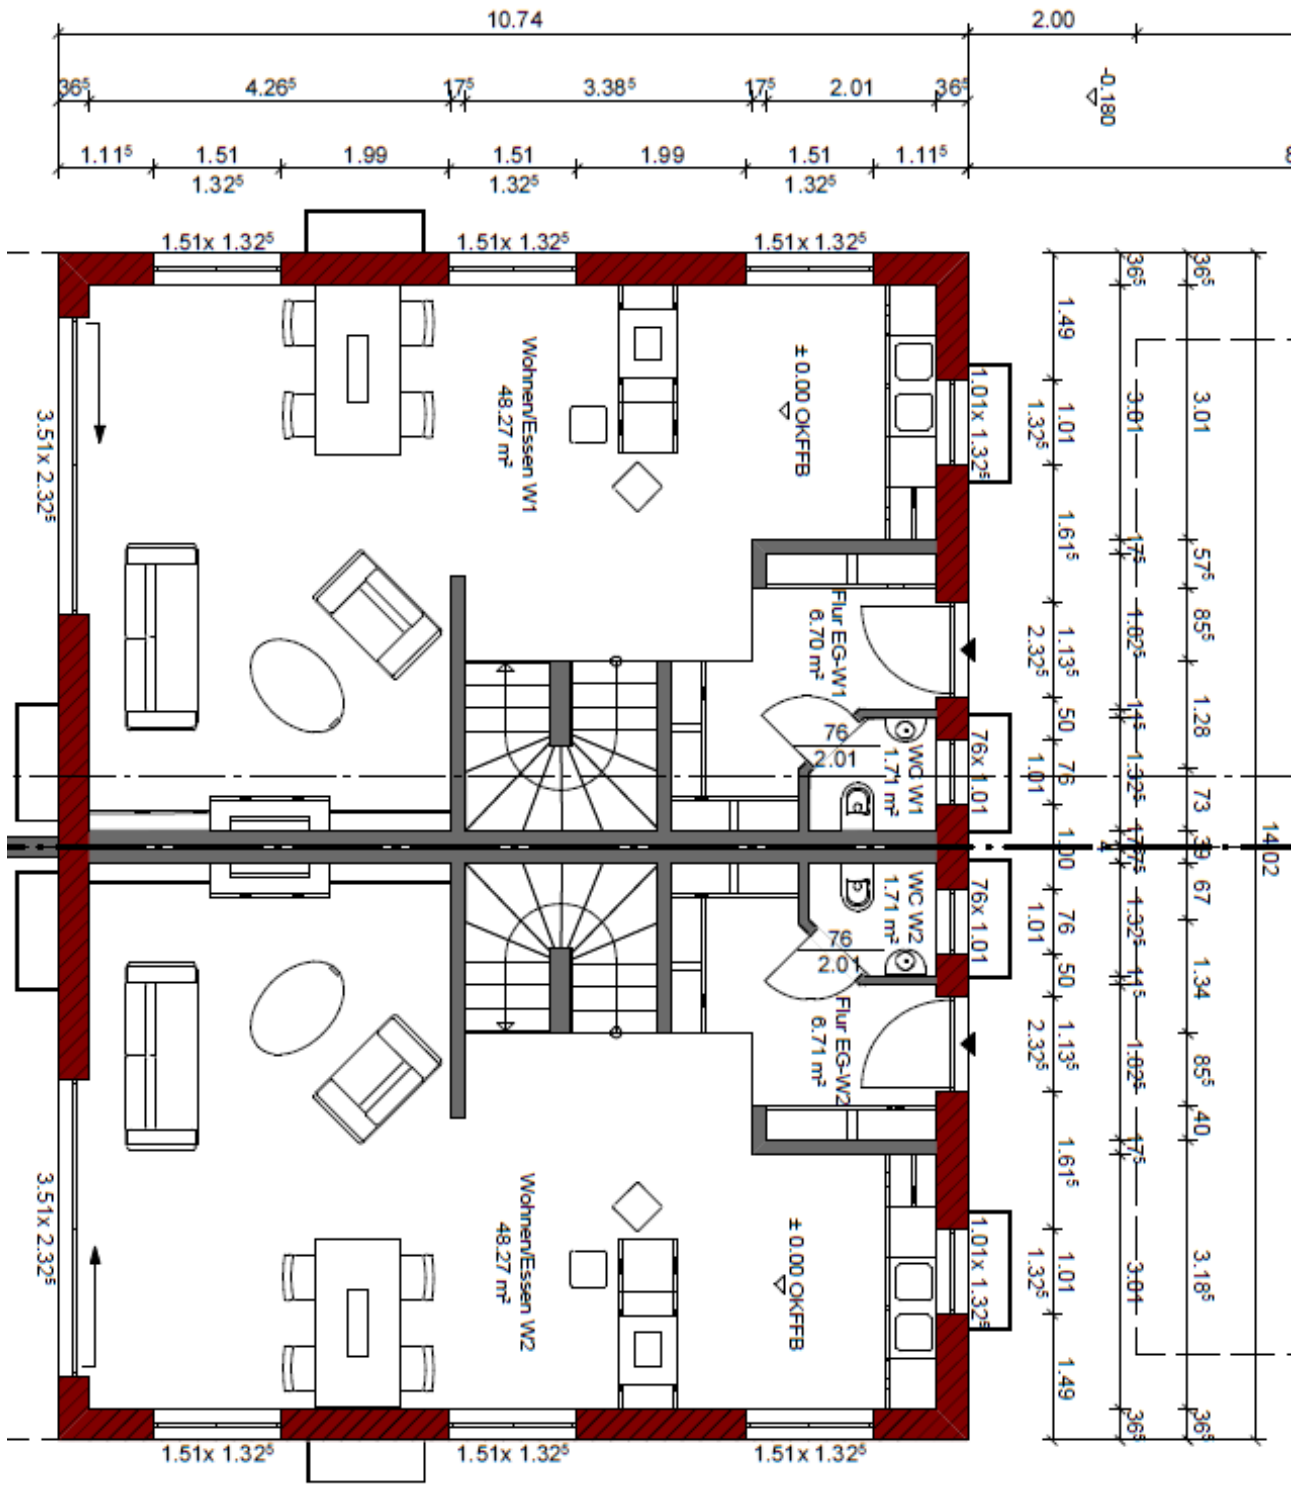 10.74 2.00
36⁵ 4.26⁵ 17⁵ 3.38⁵ 17⁵ 2.01 36⁵
-0.180
1.11⁵ 1.51 1.99 1.51 1.99 1.51 1.11⁵ 8
1.32⁵ 1.32⁵ 1.32⁵
1.51x 1.32⁵ 1.51x 1.32⁵ 1.51x 1.32⁵
3.51x 2.32⁵
Wohnen/Essen W1
48.27 m²
± 0.00 OKFFB
1.01x 1.32⁵
Flur EG-W1
6.70 m²
76
2.01
WC W1
1.71 m²
76x 1.01
WC W2
1.71 m²
76x 1.01
76
2.01
Flur EG-W2
6.71 m²
3.51x 2.32⁵
Wohnen/Essen W2
48.27 m²
± 0.00 OKFFB
1.01x 1.32⁵
1.51x 1.32⁵ 1.51x 1.32⁵ 1.51x 1.32⁵
1.49 1.01 1.61⁵ 1.13⁵ 50 76 1.00 76 50 1.13⁵ 1.61⁵ 1.01 1.49
1.32⁵ 2.32⁵ 1.01 1.01 2.32⁵ 1.32⁵
36⁵ 3.01 17⁵ 1.02⁵ 11⁵ 1.32⁵ 17⁵ 4 17⁵ 1.32⁵ 11⁵ 1.02⁵ 17⁵ 3.01 36⁵
36⁵ 3.01 57⁵ 85⁵ 1.28 73 39 67 1.34 85⁵ 40 3.18⁵ 36⁵
14.02